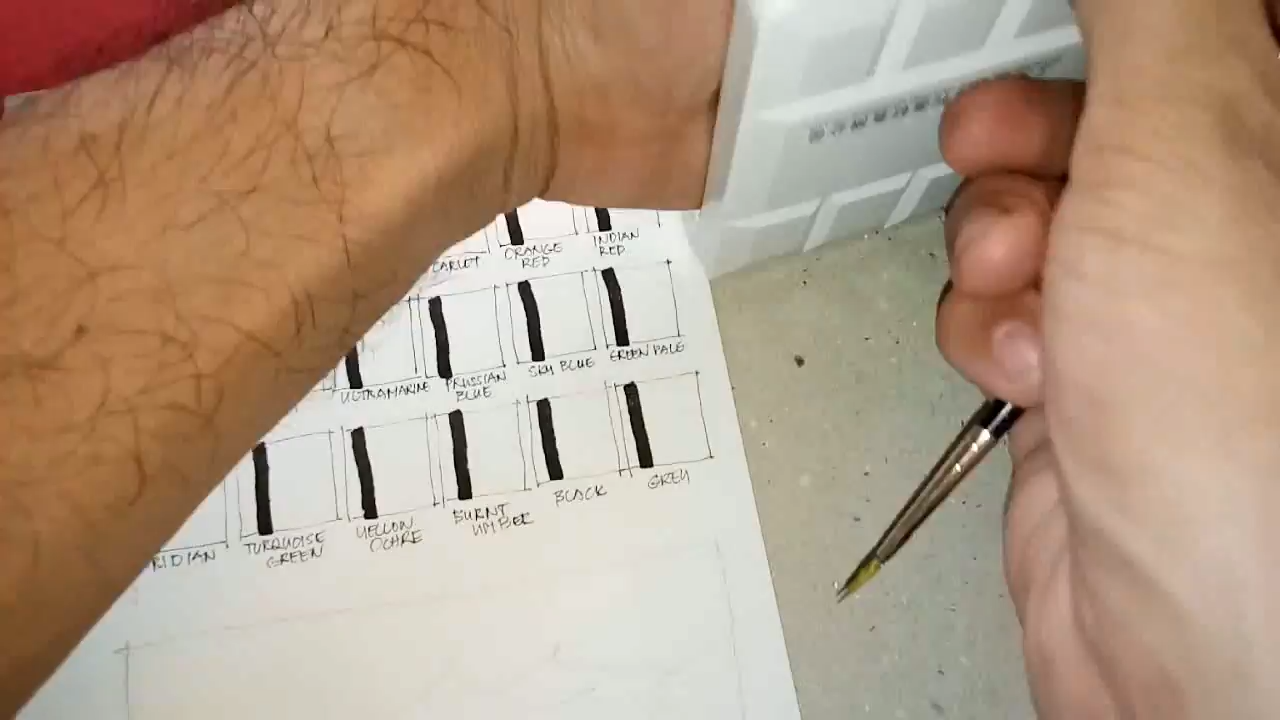 CARLET
ORANGE
RED
INDIAN
RED
ULTRAMARINE
PRUSSIAN
BLUE
SKY BLUE
GREEN PALE
RIDIAN
TURQUOISE
GREEN
YELLOW
OCHRE
BURNT
UMBER
BLACK
GREY